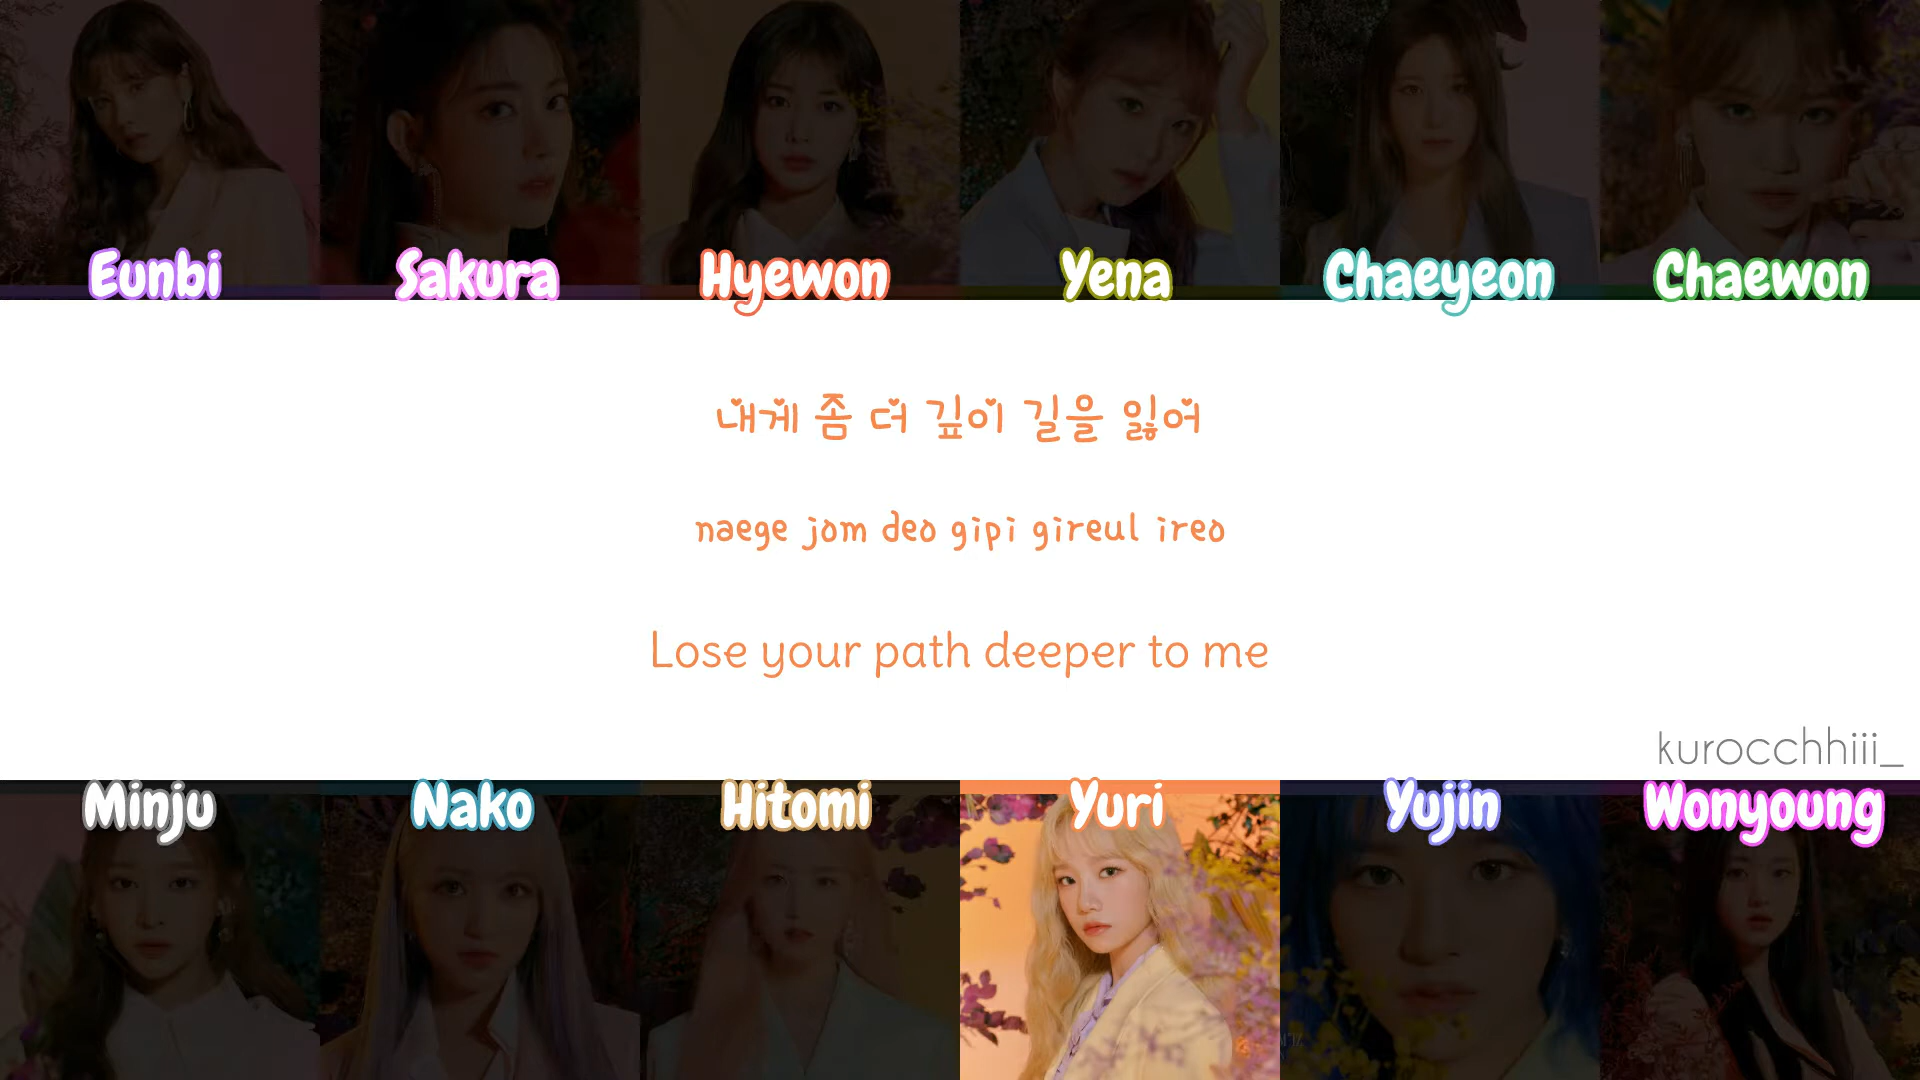 Eunbi
Sakura
Hyewon
Yena
Chaeyeon
Chaewon
내게 좀 더 깊이 길을 잃어
naege jom deo gipi gireul ireo
Lose your path deeper to me
kurocchhiii_
Minju
Nako
Hitomi
Yuri
Yujin
Wonyoung